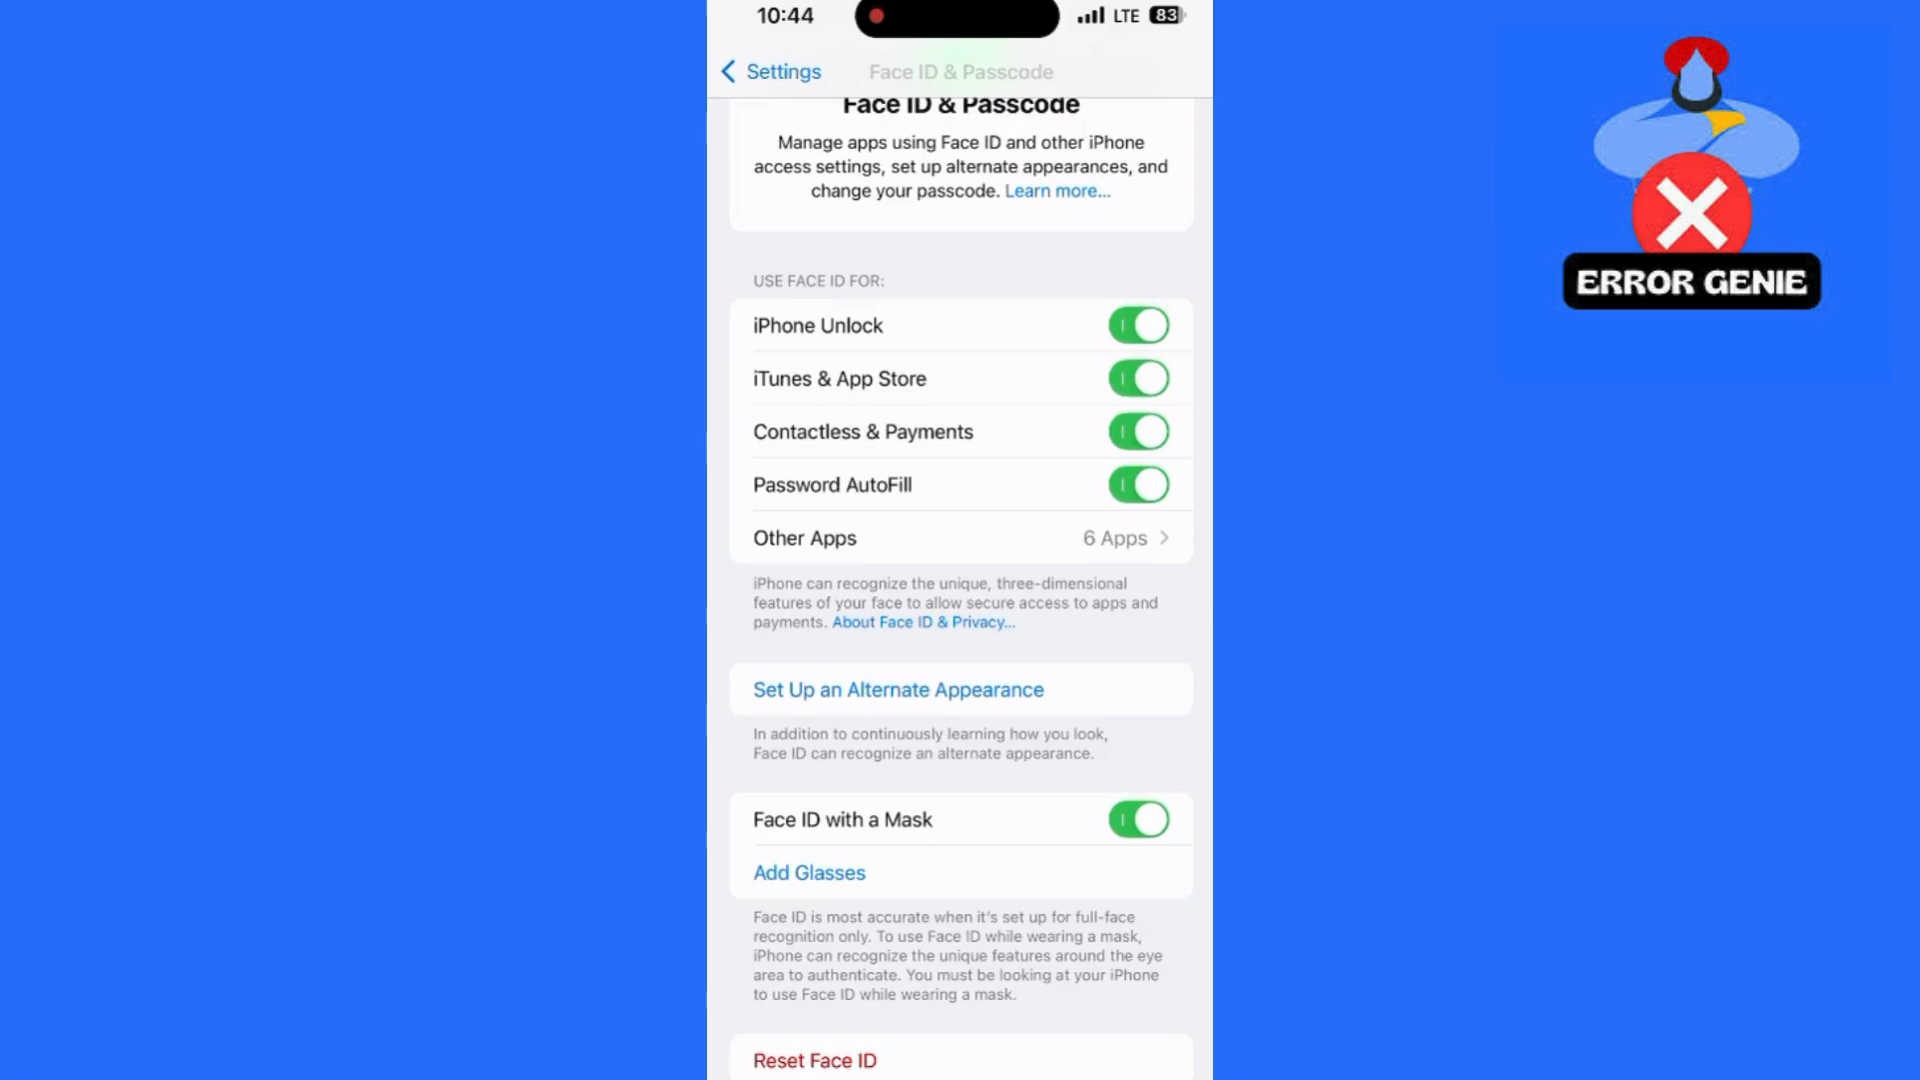 10:44
LTE 83
Settings
Face ID & Passcode
Face ID & Passcode
Manage apps using Face ID and other iPhone
access settings, set up alternate appearances, and
change your passcode. Learn more...
USE FACE ID FOR:
iPhone Unlock
iTunes & App Store
Contactless & Payments
Password AutoFill
Other Apps 6 Apps
iPhone can recognize the unique, three-dimensional
features of your face to allow secure access to apps and
payments. About Face ID & Privacy...
Set Up an Alternate Appearance
In addition to continuously learning how you look,
Face ID can recognize an alternate appearance.
Face ID with a Mask
Add Glasses
Face ID is most accurate when it's set up for full-face
recognition only. To use Face ID while wearing a mask,
iPhone can recognize the unique features around the eye
area to authenticate. You must be looking at your iPhone
to use Face ID while wearing a mask.
Reset Face ID
ERROR GENIE